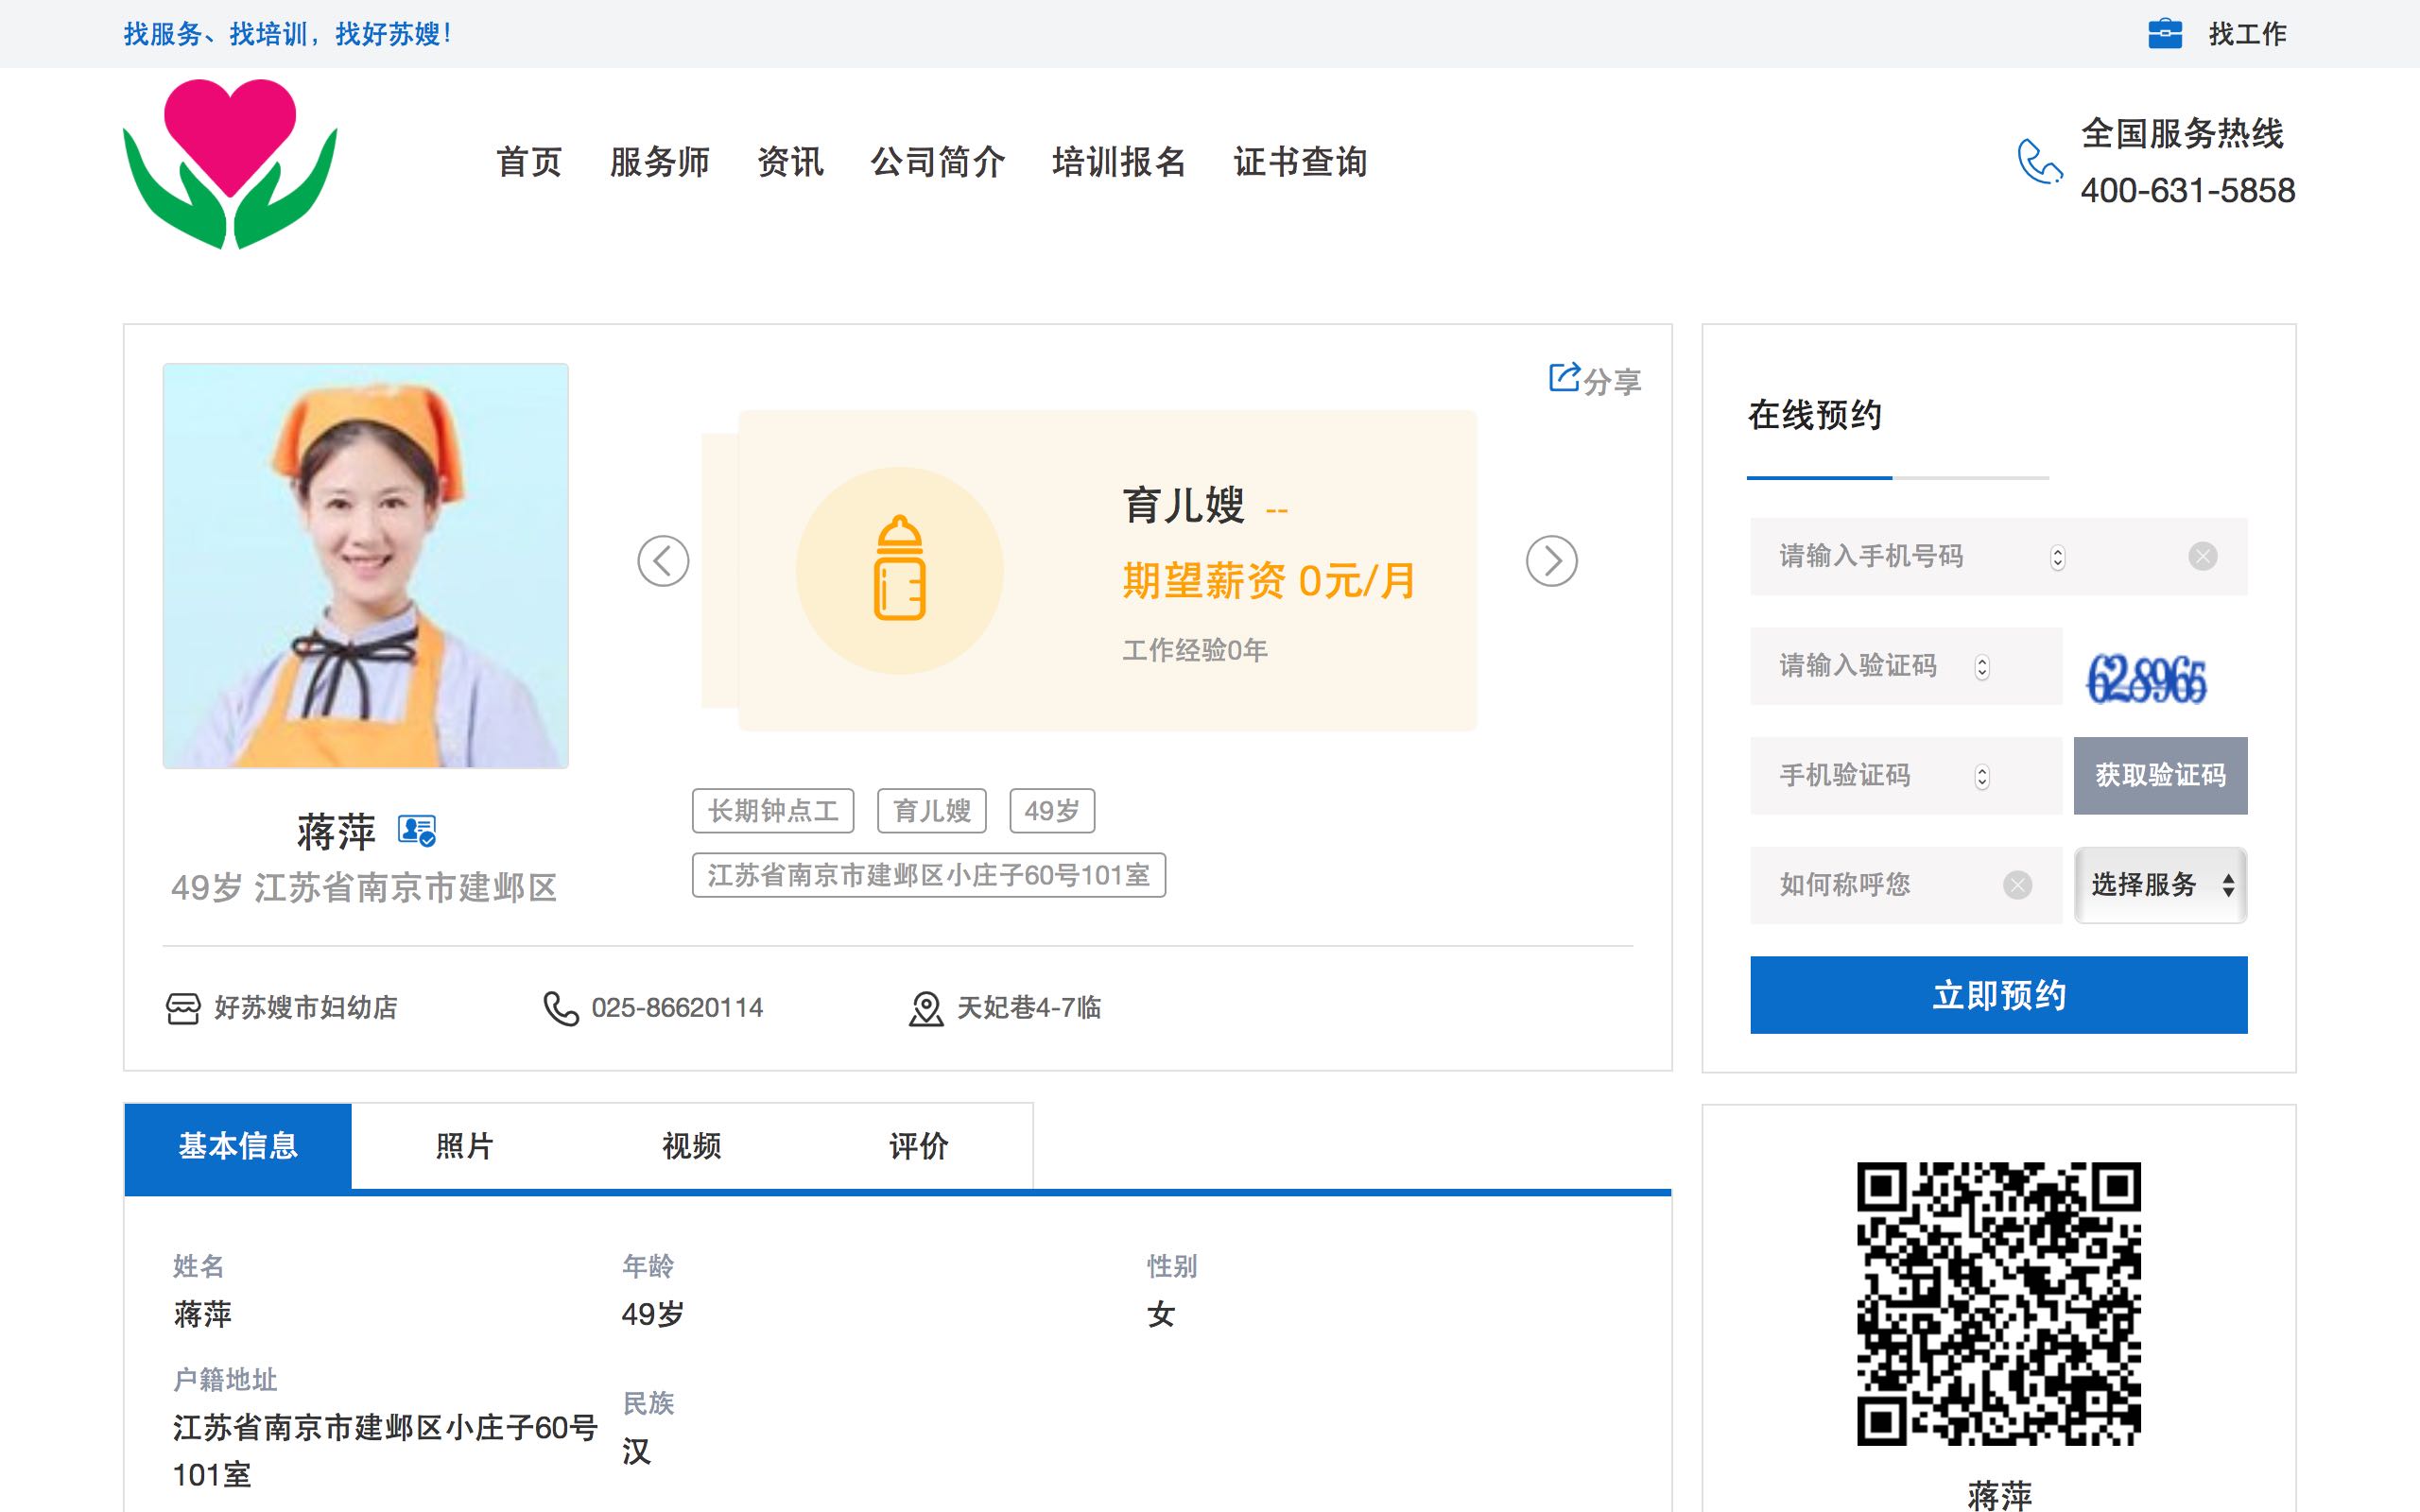 找服务、找培训，找好苏嫂！
找工作
首页 服务师 资讯 公司简介 培训报名 证书查询
全国服务热线
400-631-5858
分享
育儿嫂 --
期望薪资 0元/月
工作经验0年
蒋萍
49岁 江苏省南京市建邺区
长期钟点工 育儿嫂 49岁
江苏省南京市建邺区小庄子60号101室
好苏嫂市妇幼店 025-86620114 天妃巷4-7临
在线预约
请输入手机号码
请输入验证码 628965
手机验证码 获取验证码
如何称呼您 选择服务
立即预约
基本信息 照片 视频 评价
姓名 年龄 性别
蒋萍 49岁 女
户籍地址
江苏省南京市建邺区小庄子60号
101室
民族
汉
蒋萍